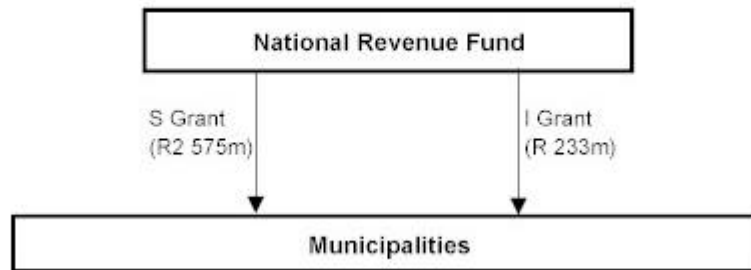 National Revenue Fund
S Grant
(R2 575m)
I Grant
(R 233m)
Municipalities